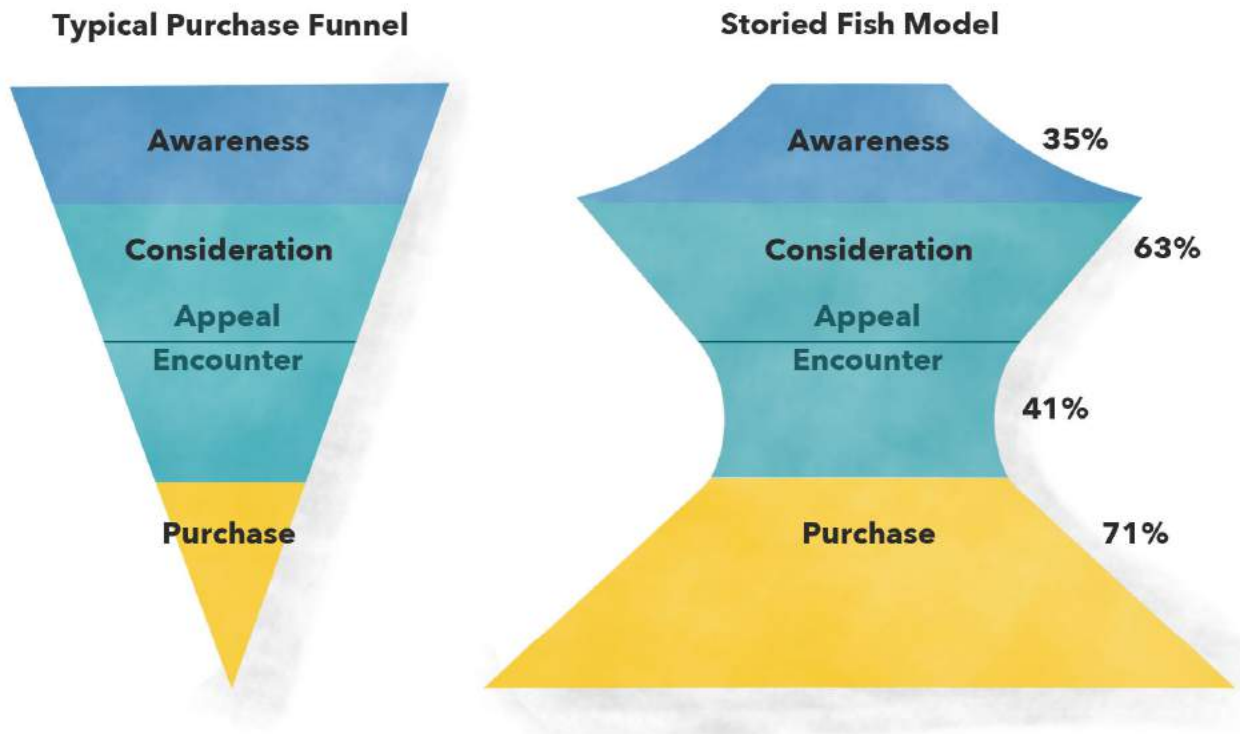 Typical Purchase Funnel
Awareness
Consideration
Appeal
Encounter
Purchase
Storied Fish Model
Awareness
35%
Consideration
63%
Appeal
Encounter
41%
Purchase
71%